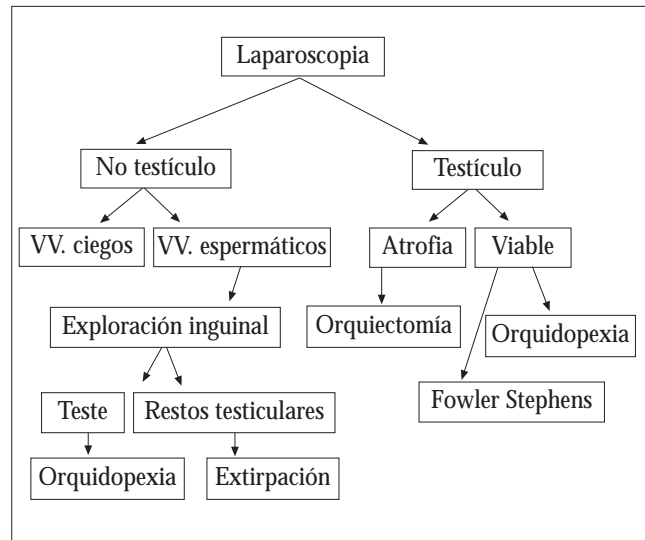 Laparoscopia
No testículo
Testículo
VV. ciegos
VV. espermáticos
Atrofia
Viable
Exploración inguinal
Orquiectomía
Orquidopexia
Teste
Restos testiculares
Fowler Stephens
Orquidopexia
Extirpación